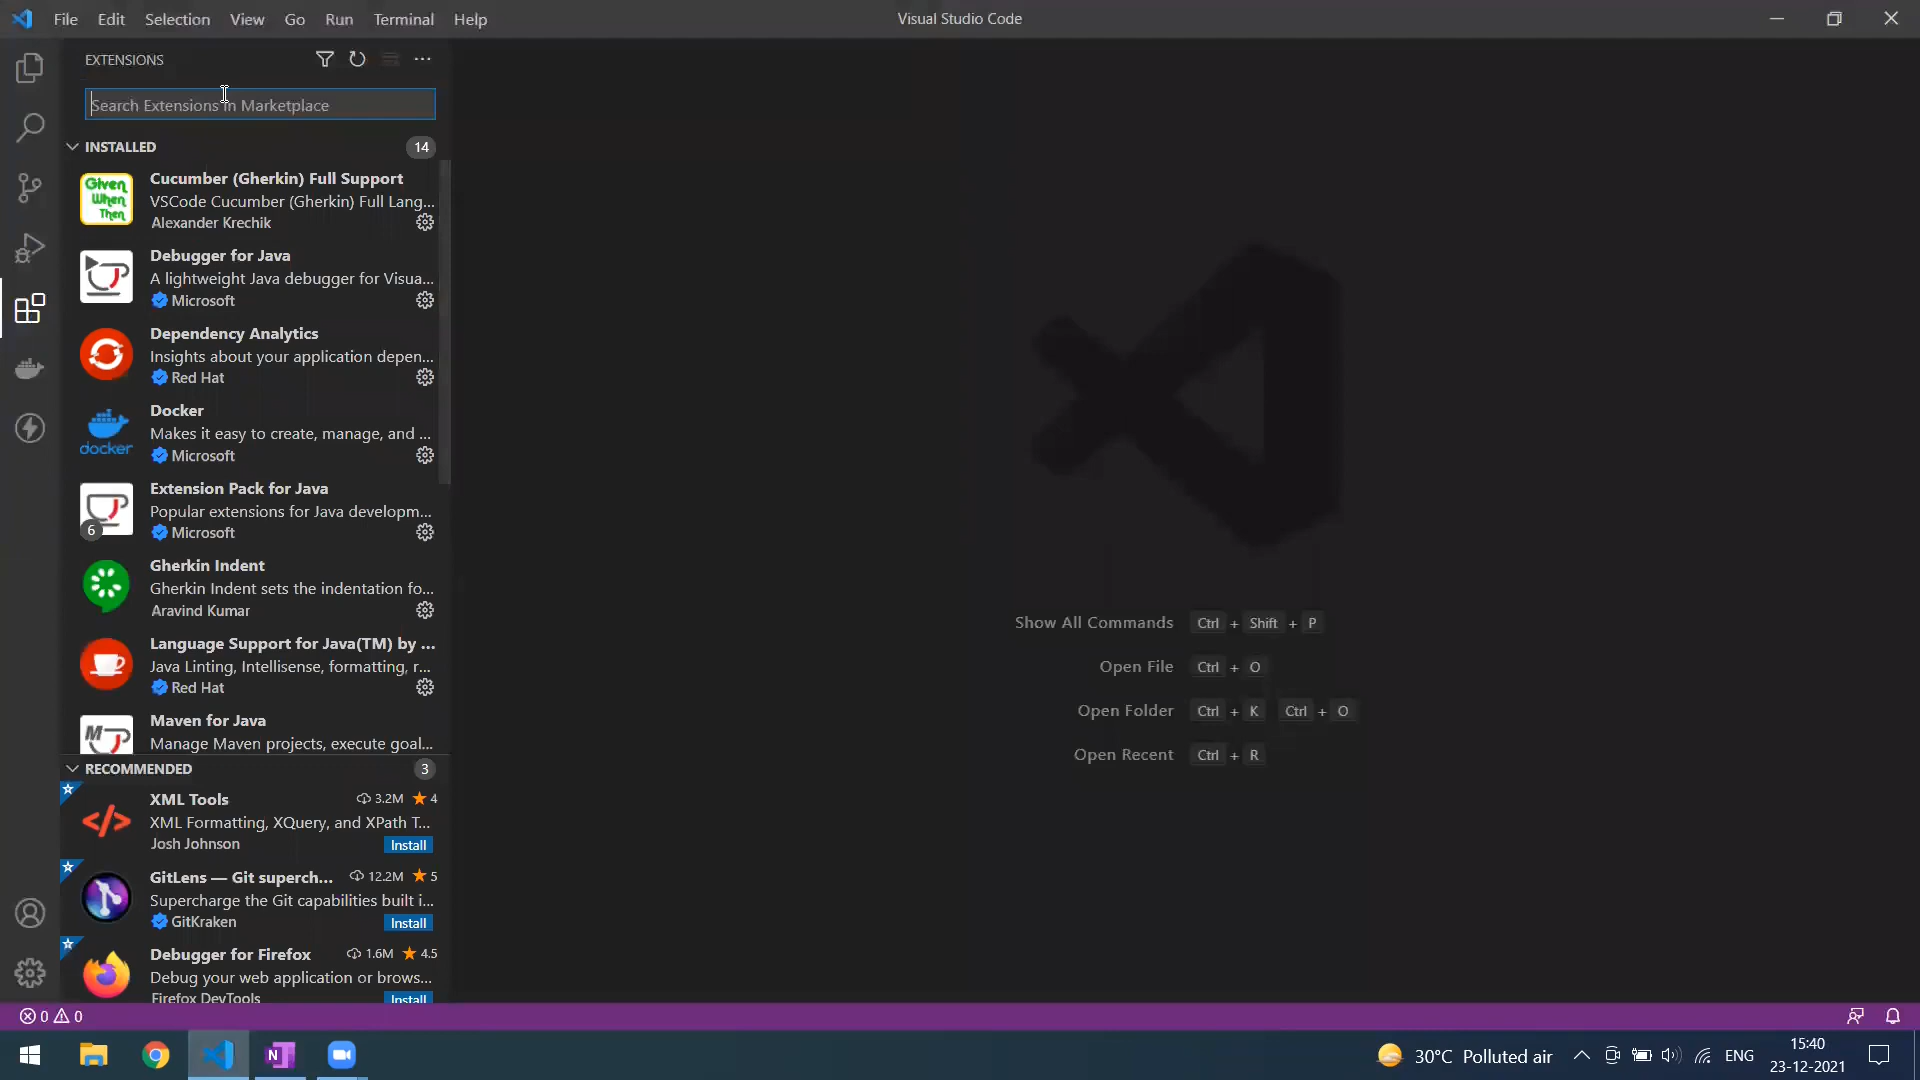 File Edit Selection View Go Run Terminal Help
Visual Studio Code
EXTENSIONS
Search Extensions in Marketplace
INSTALLED 14
Given When Then
Cucumber (Gherkin) Full Support
VSCode Cucumber (Gherkin) Full Lang...
Alexander Krechik
Debugger for Java
A lightweight Java debugger for Visua...
Microsoft
Dependency Analytics
Insights about your application depen...
Red Hat
docker
Docker
Makes it easy to create, manage, and ...
Microsoft
6
Extension Pack for Java
Popular extensions for Java developm...
Microsoft
Gherkin Indent
Gherkin Indent sets the indentation fo...
Aravind Kumar
Language Support for Java(TM) by ...
Java Linting, Intellisense, formatting, r...
Red Hat
M
Maven for Java
Manage Maven projects, execute goal...
RECOMMENDED 3
XML Tools 3.2M 4
XML Formatting, XQuery, and XPath T...
Josh Johnson Install
GitLens — Git superch... 12.2M 5
Supercharge the Git capabilities built i...
GitKraken Install
Debugger for Firefox 1.6M 4.5
Debug your web application or brows...
Firefox DevTools Install
Show All Commands Ctrl + Shift + P
Open File Ctrl + O
Open Folder Ctrl + K Ctrl + O
Open Recent Ctrl + R
0 0
N
30°C Polluted air
ENG
15:40
23-12-2021